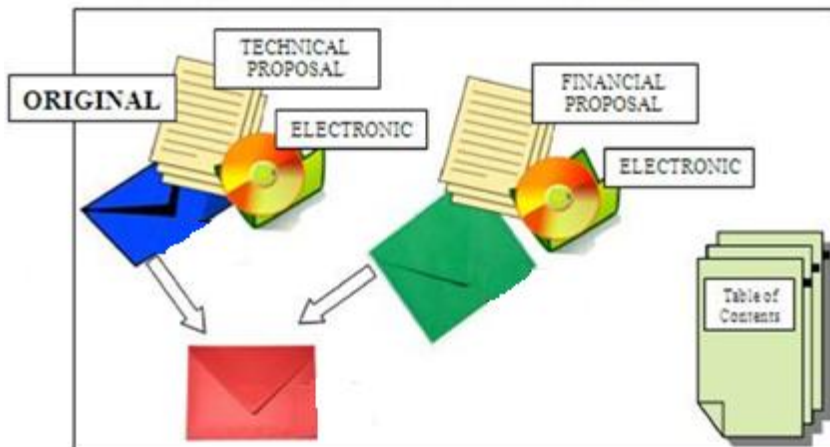 TECHNICAL
PROPOSAL
ORIGINAL
ELECTRONIC
FINANCIAL
PROPOSAL
ELECTRONIC
Table of
Contents